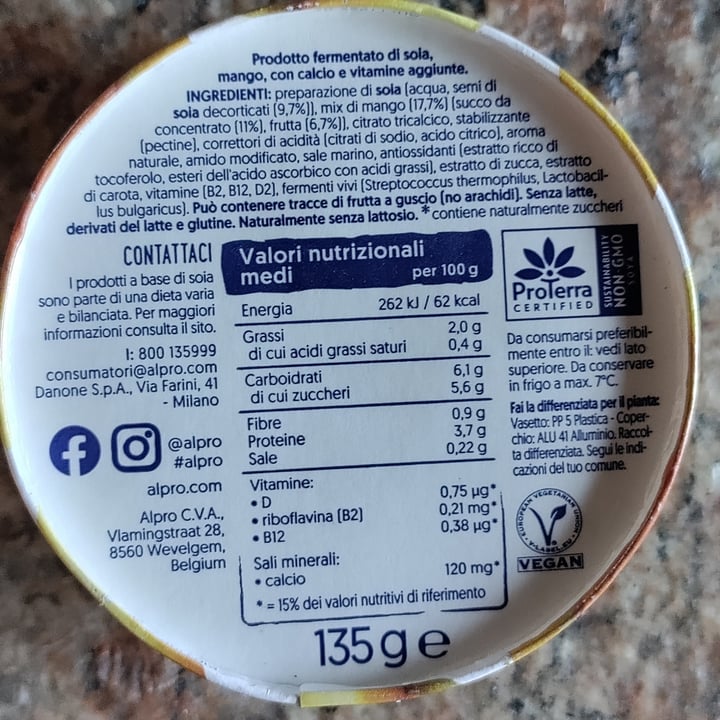 Prodotto fermentato di soia,
mango, con calcio e vitamine aggiunte.
INGREDIENTI: preparazione di soia (acqua, semi di
soia decorticati (9,7%)), mix di mango (17,7%) (succo da
concentrato (11%), frutta (6,7%)), citrato tricalcico, stabilizzante
(pectine), correttori di acidità (citrati di sodio, acido citrico), aroma
naturale, amido modificato, sale marino, antiossidanti (estratto ricco di
tocoferolo, esteri dell'acido ascorbico con acidi grassi), estratto di zucca, estratto
di carota, vitamine (B2, B12, D2), fermenti vivi (Streptococcus thermophilus, Lactobacil-
lus bulgaricus). Può contenere tracce di frutta a guscio (no arachidi). Senza latte,
derivati del latte e glutine. Naturalmente senza lattosio. *contiene naturalmente zuccheri
CONTATTACI
I prodotti a base di soia
sono parte di una dieta varia
e bilanciata. Per maggiori
informazioni consulta il sito.
I: 800 135999
consumatori@alpro.com
Danone S.p.A., Via Farini, 41
- Milano
@alpro
#alpro
alpro.com
Alpro C.V.A.,
Vlamingstraat 28,
8560 Wevelgem,
Belgium
Valori nutrizionali
medi per 100 g
Energia 262 kJ / 62 kcal
Grassi 2,0 g
di cui acidi grassi saturi 0,4 g
Carboidrati 6,1 g
di cui zuccheri 5,6 g
Fibre 0,9 g
Proteine 3,7 g
Sale 0,22 g
Vitamine:
• D 0,75 µg*
• riboflavina (B2) 0,21 mg*
• B12 0,38 µg*
Sali minerali:
• calcio 120 mg*
* = 15% dei valori nutritivi di riferimento
135 g e
ProTerra
CERTIFIED
SUSTAINABILITY
NON-GMO
SOYA
Da consumarsi preferibil-
mente entro il: vedi lato
superiore. Da conservare
in frigo a max. 7°C.
Fai la differenziata per il pianta:
Vasetto: PP 5 Plastica - Coper-
chio: ALU 41 Alluminio. Raccol-
ta differenziata. Segui le indi-
cazioni del tuo comune.
EUROPEAN VEGETARIAN UNION
V-LABEL.EU
VEGAN